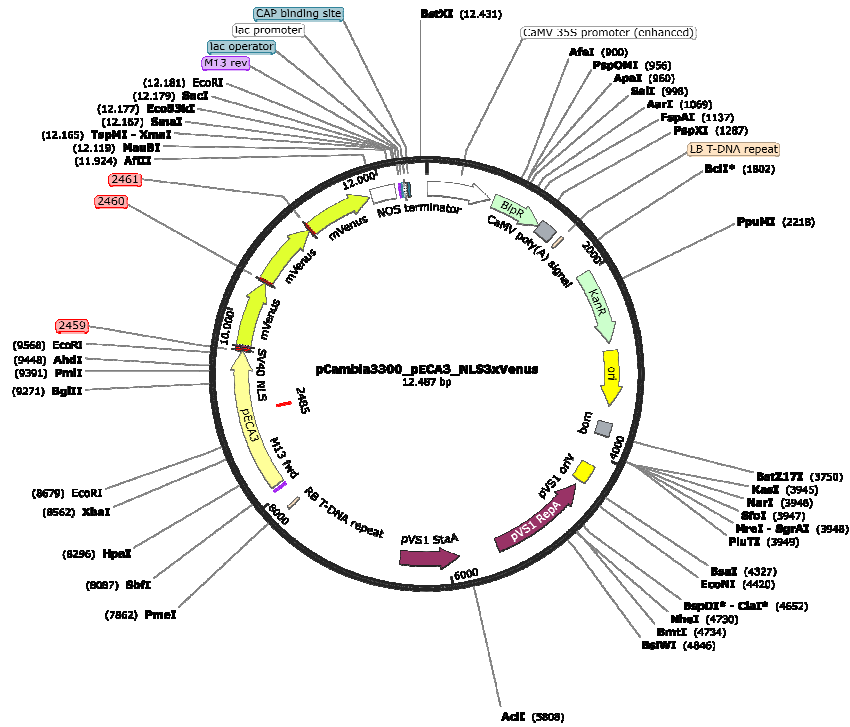 CAP binding site
lac promoter
lac operator
M13 rev
(12.181) EcoRI
(12.179) SacI
(12.177) Eco53kI
(12.167) SmaI
(12.165) TspMI - XmaI
(12.119) MauBI
(11.924) AflII
2461
2460
2459
(9568) EcoRI
(9448) AhdI
(9391) PmlI
(9271) BglII
(8679) EcoRI
(8562) XbaI
(8296) HpaI
(8087) SbfI
(7862) PmeI
BstXI (12.431)
CaMV 35S promoter (enhanced)
AfeI (900)
PspOMI (956)
ApaI (960)
SalI (998)
AvrII (1069)
FspAI (1137)
PspXI (1287)
LB T-DNA repeat
BclI* (1802)
PpuMI (2218)
BstZ17I (3750)
KasI (3945)
NarI (3946)
SfoI (3947)
MreI - SgrAI (3948)
PluTI (3949)
BsaI (4327)
EcoNI (4420)
BspDI* - ClaI* (4652)
NheI (4730)
BmtI (4734)
BsiWI (4846)
AclI (5808)
12.000
2000
4000
6000
8000
10.000
mVenus
mVenus
mVenus
NOS terminator
BlpR
CaMV poly(A) signal
KanR
ori
bom
pVS1 oriV
pVS1 RepA
pVS1 StaA
RB T-DNA repeat
M13 fwd
pECA3
SV40 NLS
2485
pCambia3300_pECA3_NLS3xVenus
12.487 bp